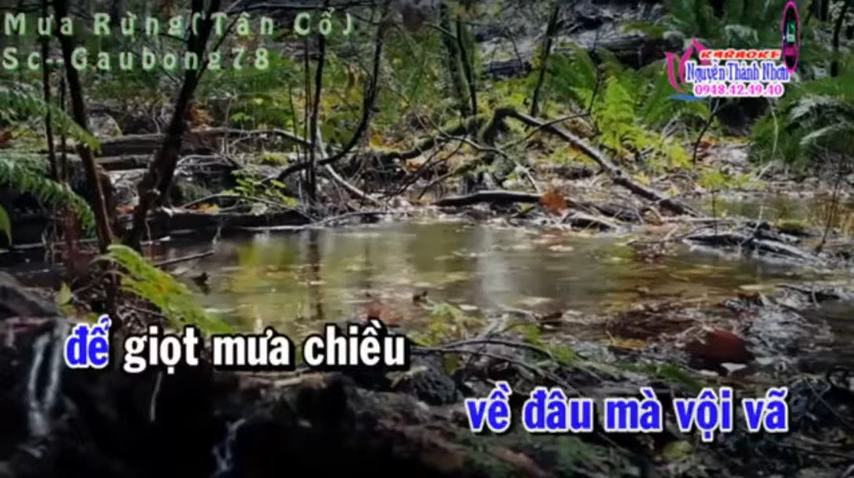 Mưa Rừng(Tân Cổ)
Sc--Gaubong78
KARAOKE
Nguyễn Thành Nhơn
0948.42.49.40
để giọt mưa chiều
về đâu mà vội vã